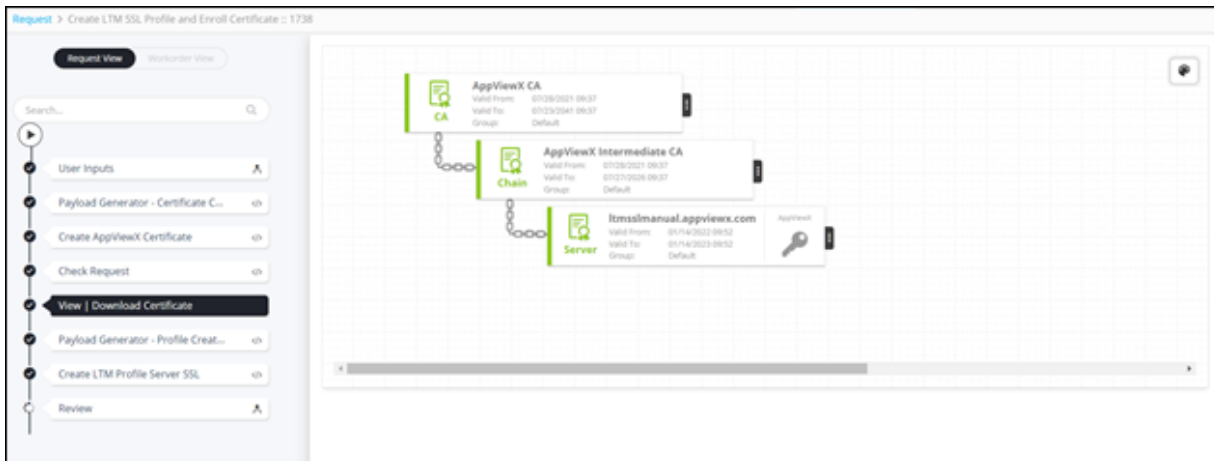 Request > Create LTM SSL Profile and Enroll Certificate :: 1738
Request View Workorder View
Search...
User Inputs
Payload Generator - Certificate C...
Create AppViewX Certificate
Check Request
View | Download Certificate
Payload Generator - Profile Creat...
Create LTM Profile Server SSL
Review
AppViewX CA
Valid From: 07/28/2021 09:37
Valid To: 07/23/2041 09:37
Group: Default
CA
AppViewX Intermediate CA
Valid From: 07/28/2021 09:37
Valid To: 07/27/2026 09:37
Group: Default
Chain
ltmsslmanual.appviewx.com
Valid From: 01/14/2022 09:52
Valid To: 01/14/2023 09:52
Group: Default
Server
AppViewX